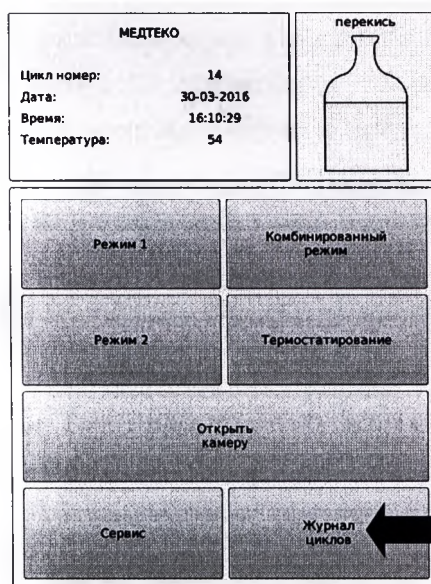 МЕДТЕКО
Цикл номер: 14
Дата: 30-03-2016
Время: 16:10:29
Температура: 54
перекись
Режим 1
Комбинированный
режим
Режим 2
Термостатирование
Открыть
камеру
Сервис
Журнал
циклов